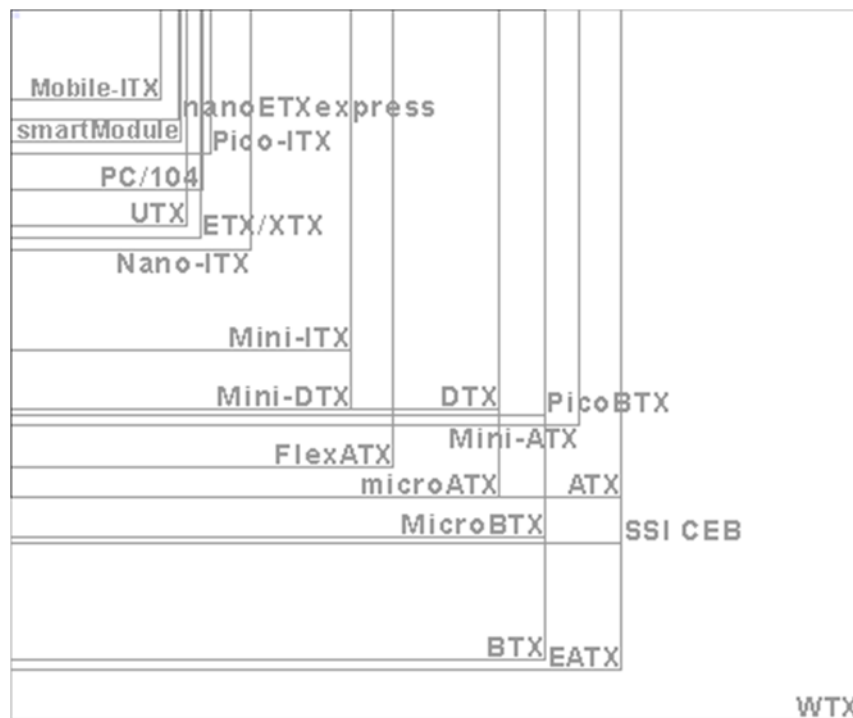 Mobile-ITX
nanoETXexpress
smartModule
Pico-ITX
PC/104
UTX
ETX/XTX
Nano-ITX
Mini-ITX
Mini-DTX
DTX
PicoBTX
Mini-ATX
FlexATX
microATX
ATX
MicroBTX
SSI CEB
BTX
EATX
WTX